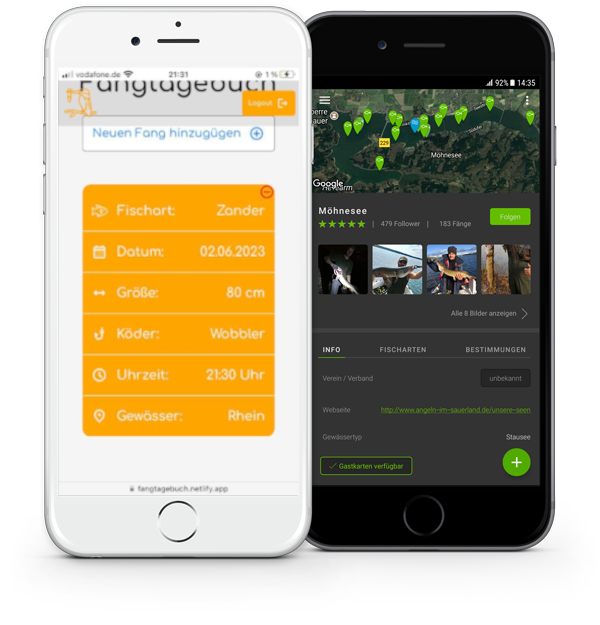 vodafone.de 21:31 1 %
Fangtagebuch
Logout
Neuen Fang hinzugügen
Fischart: Zander
Datum: 02.06.2023
Größe: 80 cm
Köder: Wobbler
Uhrzeit: 21:30 Uhr
Gewässer: Rhein
fangtagebuch.netlify.app
92% 14:35
229
Möhnesee
Google
Möhnesee
479 Follower | 183 Fänge
Folgen
Alle 8 Bilder anzeigen
INFO FISCHARTEN BESTIMMUNGEN
Verein / Verband unbekannt
Webseite http://www.angeln-im-sauerland.de/unsere-seen
Gewässertyp Stausee
Gastkarten verfügbar